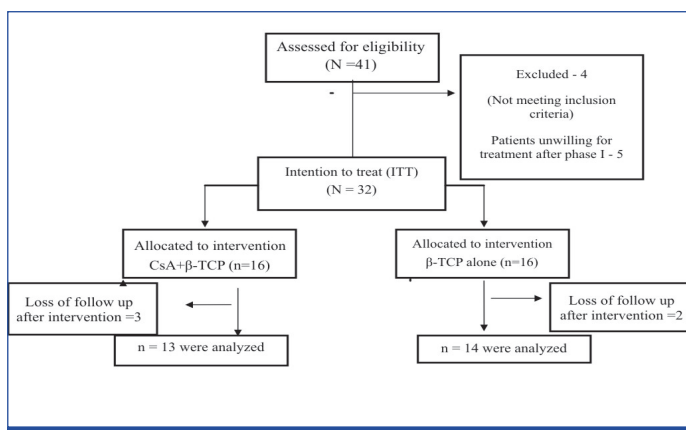 Assessed for eligibility
(N =41)
Excluded - 4
(Not meeting inclusion
criteria)
Patients unwilling for
treatment after phase I - 5
Intention to treat (ITT)
(N = 32)
Allocated to intervention
CsA+β-TCP (n=16)
Allocated to intervention
β-TCP alone (n=16)
Loss of follow up
after intervention =3
Loss of follow up
after intervention =2
n = 13 were analyzed
n = 14 were analyzed